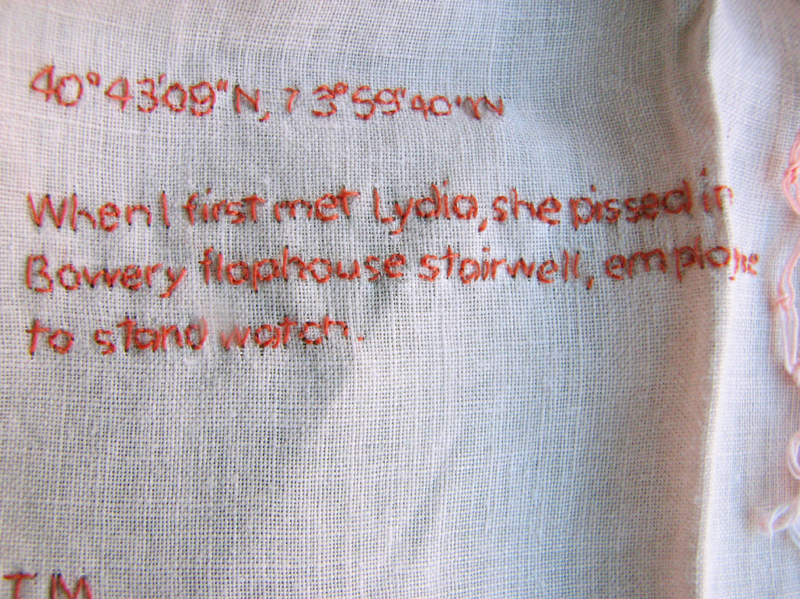 40°43'09"N, 73°59'40"W
When I first met Lydia, she pissed in
Bowery flophouse stairwell,
to stand watch.
TM